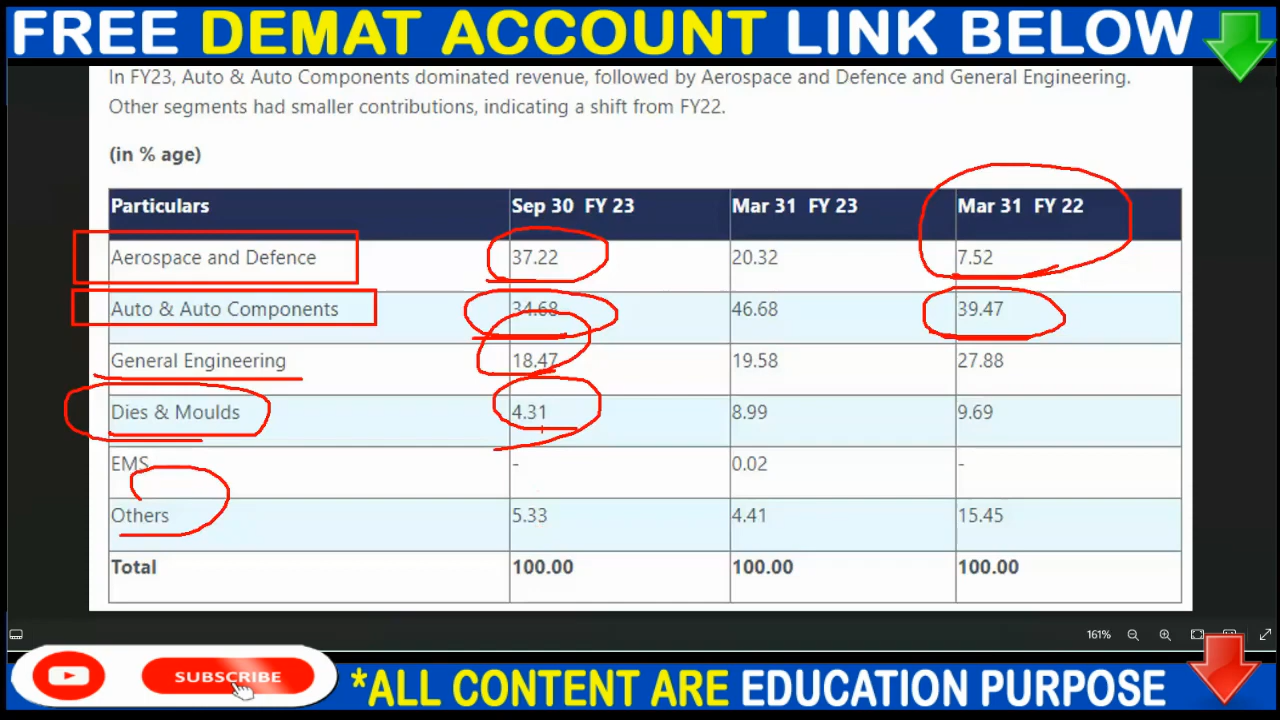 FREE DEMAT ACCOUNT LINK BELOW
In FY23, Auto & Auto Components dominated revenue, followed by Aerospace and Defence and General Engineering.
Other segments had smaller contributions, indicating a shift from FY22.
(in % age)
Particulars Sep 30 FY 23 Mar 31 FY 23 Mar 31 FY 22
Aerospace and Defence 37.22 20.32 7.52
Auto & Auto Components 34.68 46.68 39.47
General Engineering 18.47 19.58 27.88
Dies & Moulds 4.31 8.99 9.69
EMS - 0.02 -
Others 5.33 4.41 15.45
Total 100.00 100.00 100.00
161%
SUBSCRIBE
*ALL CONTENT ARE EDUCATION PURPOSE